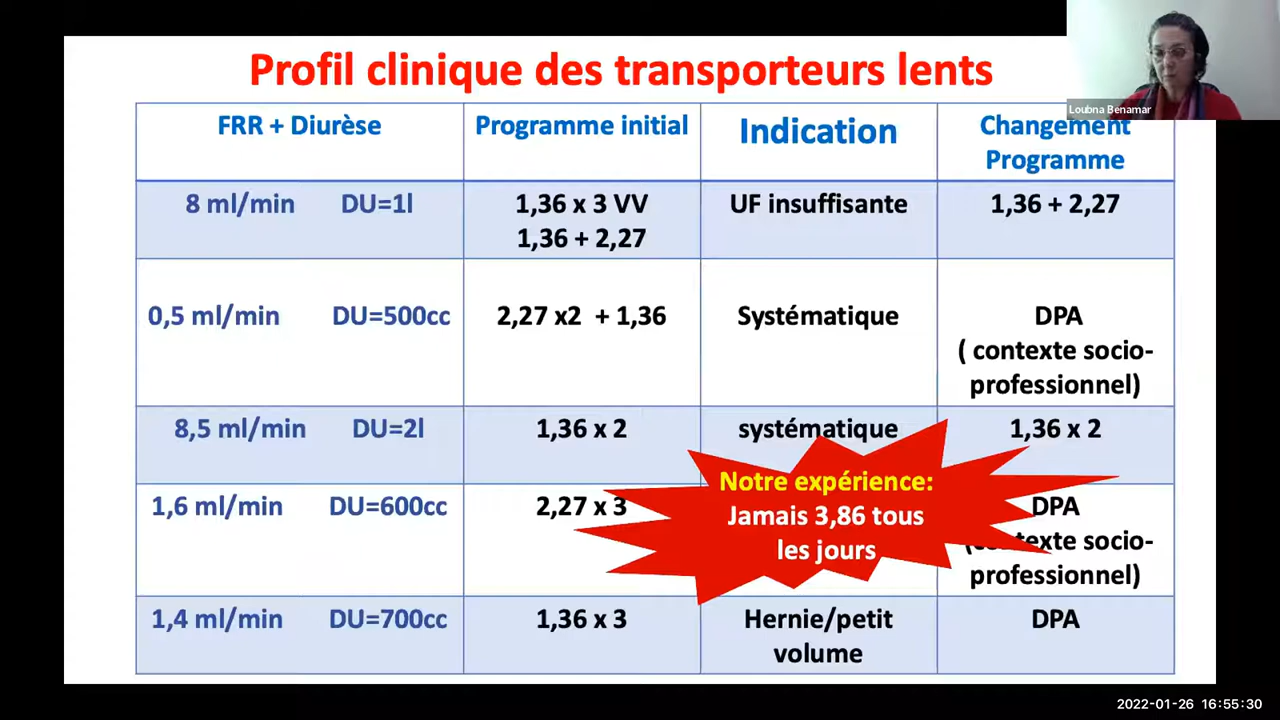 Profil clinique des transporteurs lents
Loubna Benamar
FRR + Diurèse
Programme initial
Indication
Changement
Programme
8 ml/min DU=1l
1,36 x 3 VV
1,36 + 2,27
UF insuffisante
1,36 + 2,27
0,5 ml/min DU=500cc
2,27 x2 + 1,36
Systématique
DPA
( contexte socio-
professionnel)
8,5 ml/min DU=2l
1,36 x 2
systématique
1,36 x 2
1,6 ml/min DU=600cc
2,27 x 3
Notre expérience:
Jamais 3,86 tous
les jours
DPA
socio-
professionnel)
1,4 ml/min DU=700cc
1,36 x 3
Hernie/petit
volume
DPA
2022-01-26 16:55:30